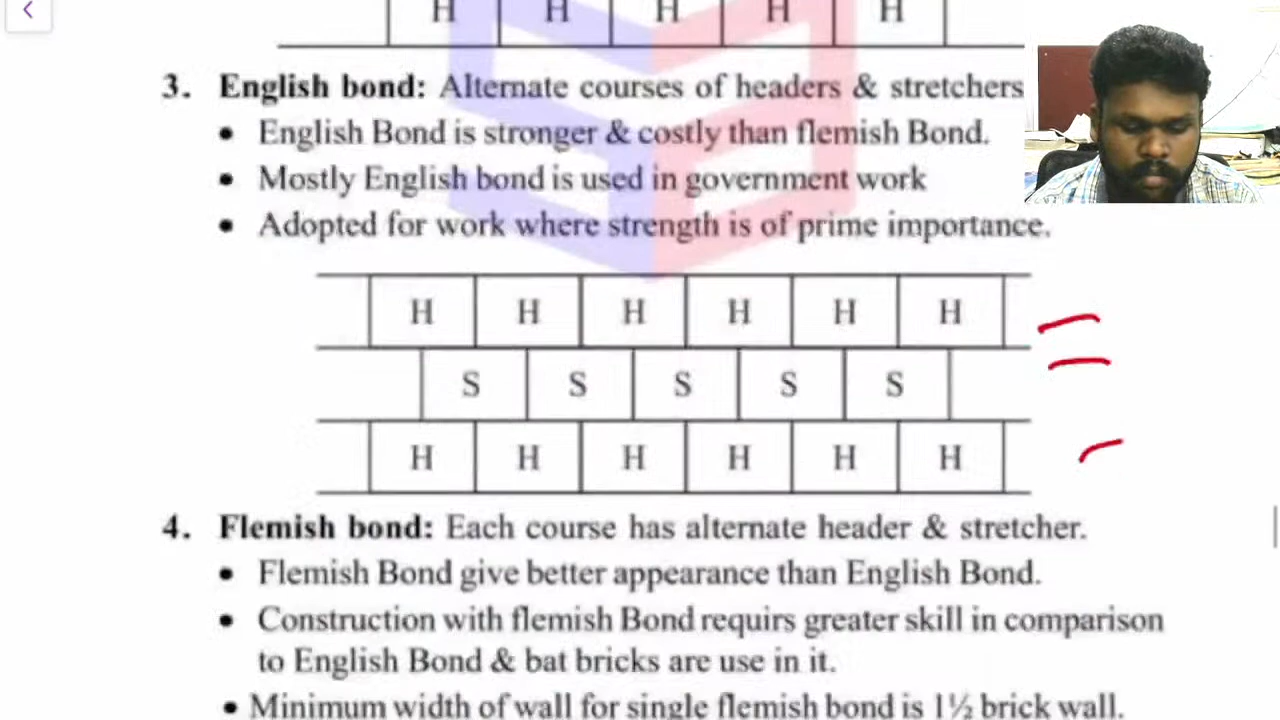 H H H H H
3. English bond: Alternate courses of headers & stretchers
• English Bond is stronger & costly than flemish Bond.
• Mostly English bond is used in government work
• Adopted for work where strength is of prime importance.
H H H H H H
S S S S S
H H H H H H
4. Flemish bond: Each course has alternate header & stretcher.
• Flemish Bond give better appearance than English Bond.
• Construction with flemish Bond requirs greater skill in comparison
to English Bond & bat bricks are use in it.
• Minimum width of wall for single flemish bond is 1½ brick wall.